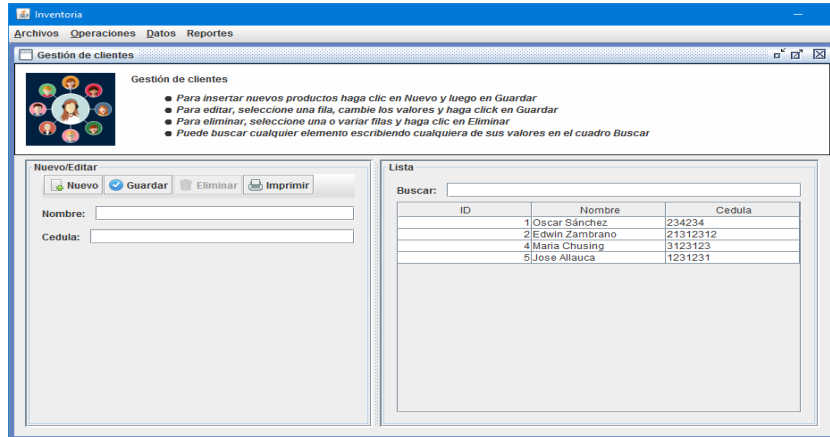 Inventoria
Archivos Operaciones Datos Reportes
Gestión de clientes
Gestión de clientes
Para insertar nuevos productos haga clic en Nuevo y luego en Guardar
Para editar, seleccione una fila, cambie los valores y haga click en Guardar
Para eliminar, seleccione una o variar filas y haga clic en Eliminar
Puede buscar cualquier elemento escribiendo cualquiera de sus valores en el cuadro Buscar
Nuevo/Editar
Nuevo Guardar Eliminar Imprimir
Nombre:
Cedula:
Lista
Buscar:
ID Nombre Cedula
1 Oscar Sánchez 234234
2 Edwin Zambrano 21312312
4 Maria Chusing 3123123
5 Jose Allauca 1231231